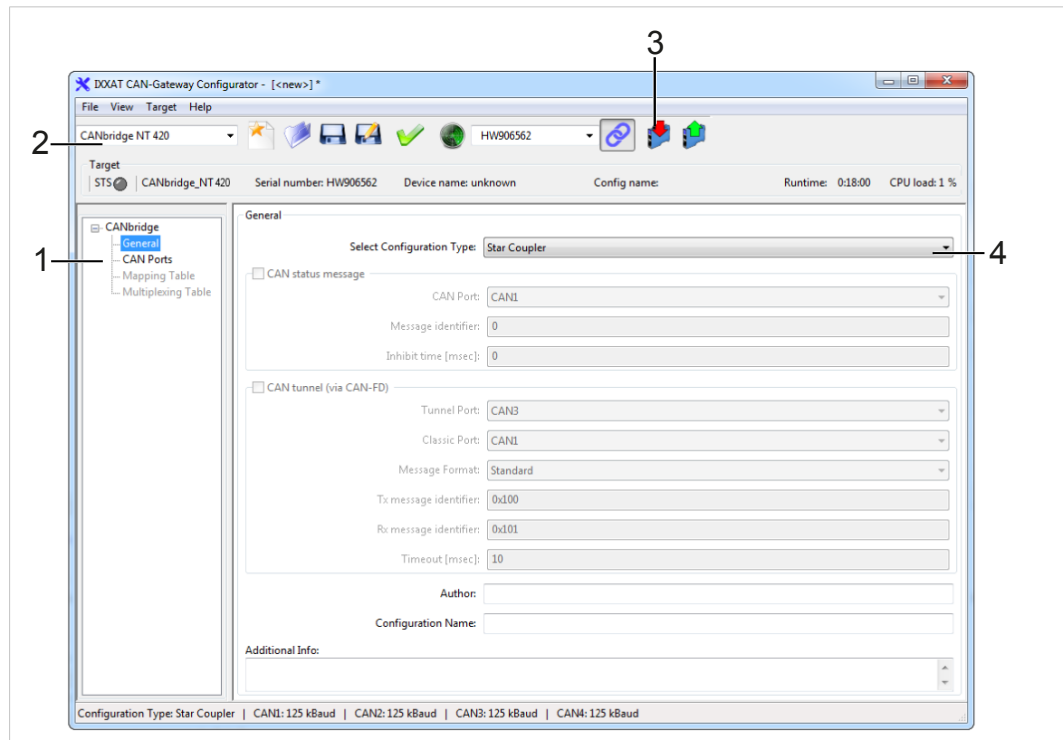 3
IXXAT CAN-Gateway Configurator - [<new>] *
File View Target Help
2
CANbridge NT 420
HW906562
Target
STS CANbridge_NT420 Serial number: HW906562 Device name: unknown Config name: Runtime: 0:18:00 CPU load: 1 %
General
CANbridge
General
Select Configuration Type: Star Coupler
4
1
CAN Ports
CAN status message
Mapping Table
Multiplexing Table
CAN Port: CAN1
Message identifier: 0
Inhibit time [msec]: 0
CAN tunnel (via CAN-FD)
Tunnel Port: CAN3
Classic Port: CAN1
Message Format: Standard
Tx message identifier: 0x100
Rx message identifier: 0x101
Timeout [msec]: 10
Author:
Configuration Name:
Additional Info:
Configuration Type: Star Coupler | CAN1: 125 kBaud | CAN2: 125 kBaud | CAN3: 125 kBaud | CAN4: 125 kBaud